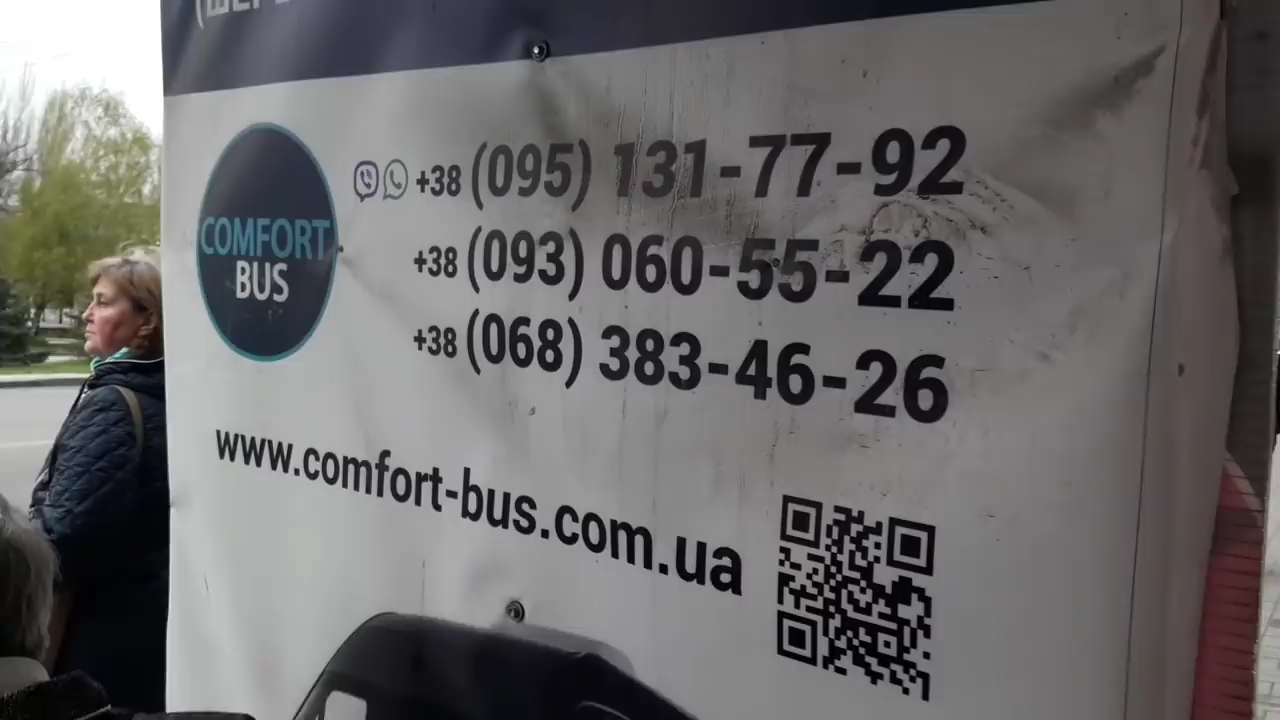 COMFORT
BUS
+38 (095) 131-77-92
+38 (093) 060-55-22
+38 (068) 383-46-26
www.comfort-bus.com.ua